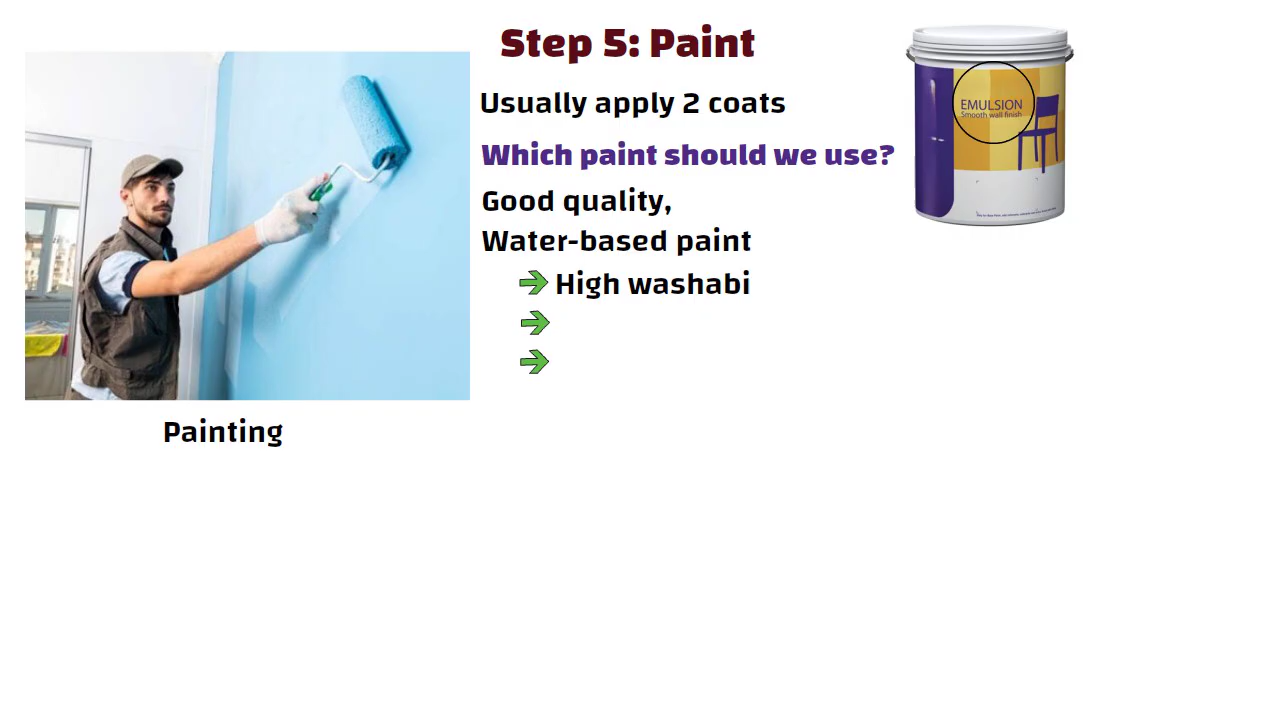 Step 5: Paint
Usually apply 2 coats
Which paint should we use?
Good quality,
Water-based paint
High washabi
Painting
EMULSION
Smooth wall finish